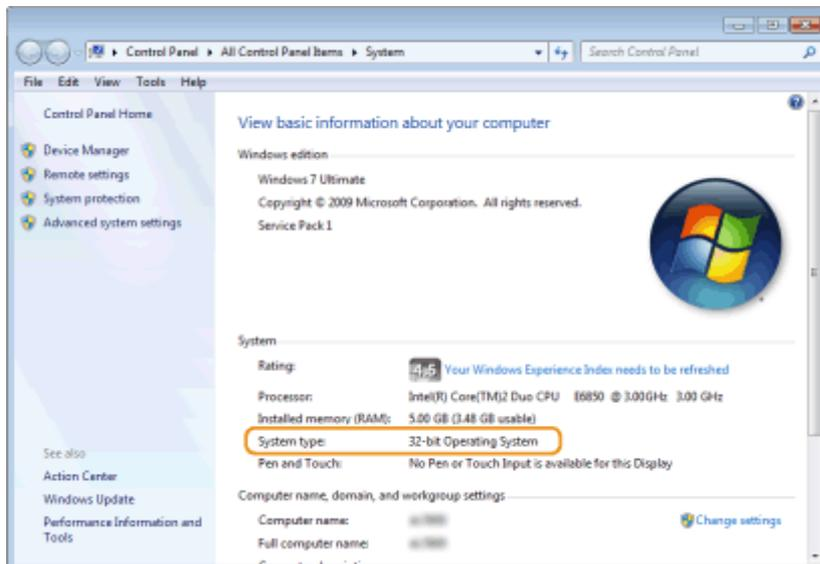 Control Panel ▸ All Control Panel Items ▸ System
Search Control Panel
File Edit View Tools Help
Control Panel Home
Device Manager
Remote settings
System protection
Advanced system settings
See also
Action Center
Windows Update
Performance Information and
Tools
View basic information about your computer
Windows edition
Windows 7 Ultimate
Copyright © 2009 Microsoft Corporation. All rights reserved.
Service Pack 1
System
Rating: 4,5 Your Windows Experience Index needs to be refreshed
Processor: Intel(R) Core(TM)2 Duo CPU E6850 @ 3.00GHz 3.00 GHz
Installed memory (RAM): 5.00 GB (3.48 GB usable)
System type: 32-bit Operating System
Pen and Touch: No Pen or Touch Input is available for this Display
Computer name, domain, and workgroup settings
Computer name: Change settings
Full computer name: